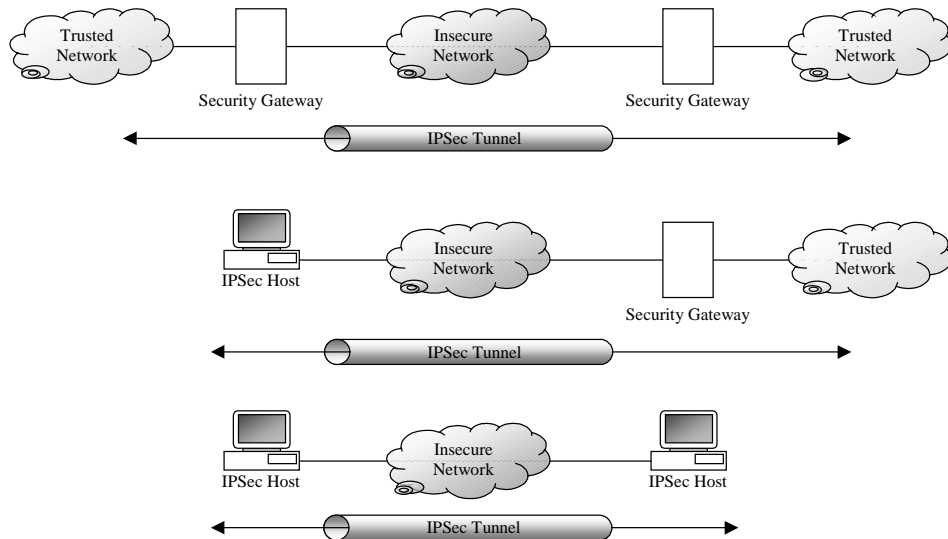 Trusted
Network
Insecure
Network
Trusted
Network
Security Gateway
Security Gateway
IPSec Tunnel
Insecure
Network
Trusted
Network
IPSec Host
Security Gateway
IPSec Tunnel
Insecure
Network
IPSec Host
IPSec Host
IPSec Tunnel